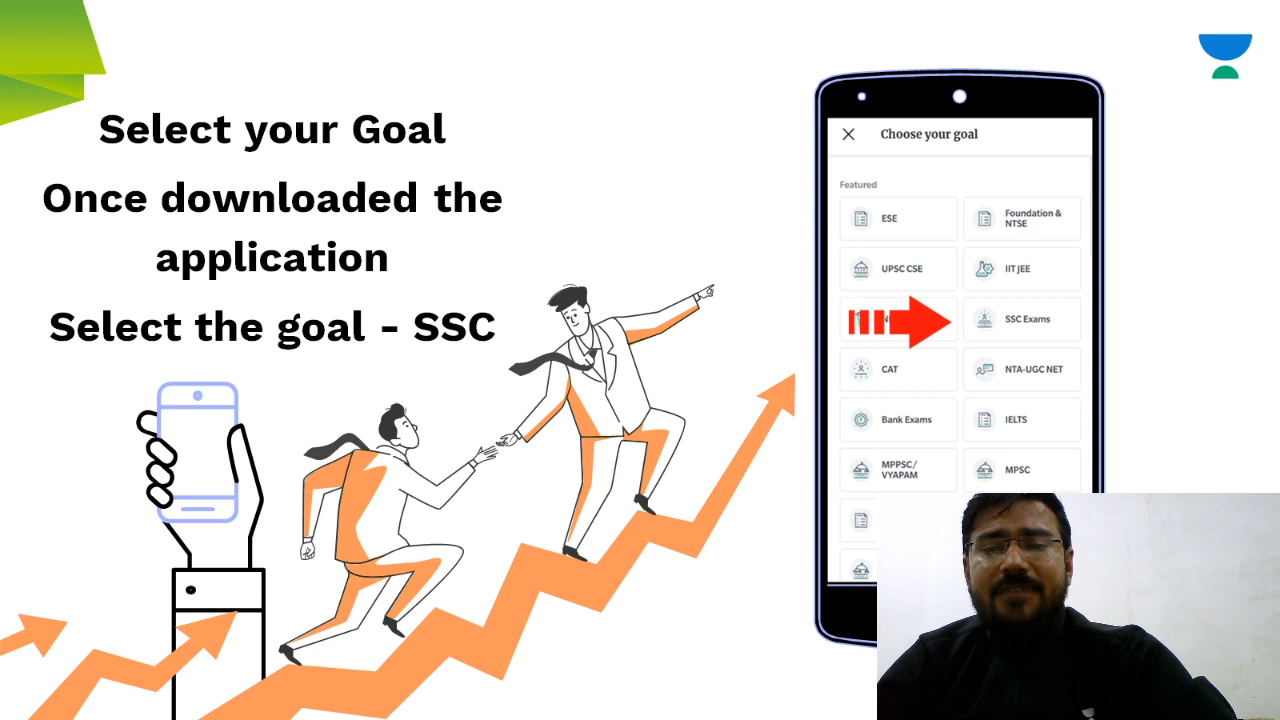 Select your Goal
Once downloaded the
application
Select the goal - SSC
Choose your goal
Featured
ESE
Foundation &
NTSE
UPSC CSE
IIT JEE
SSC Exams
CAT
NTA-UGC NET
Bank Exams
IELTS
MPPSC/
VYAPAM
MPSC